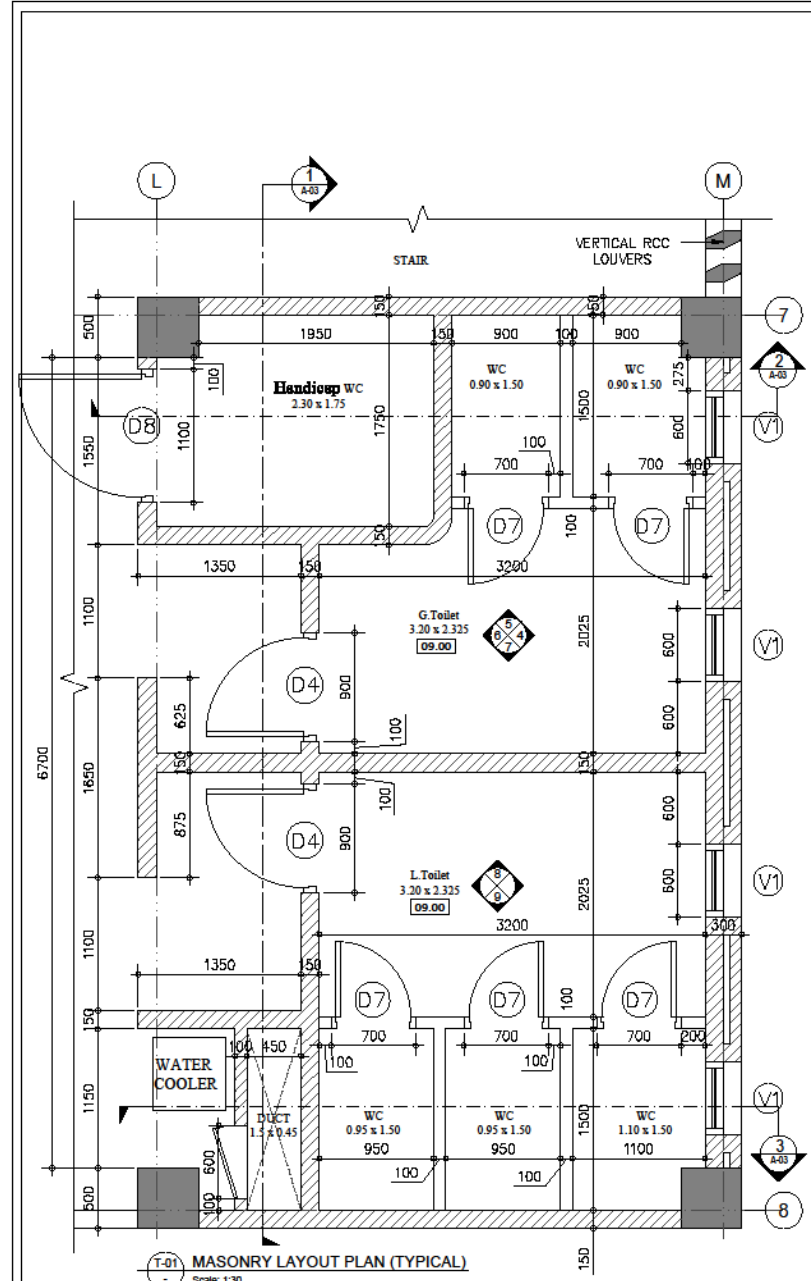 L
1
A-03
M
STAIR
VERTICAL RCC
LOUVERS
500
150
150
7
1950
150
900
100
900
100
Handicap WC
2.30 x 1.75
WC
0.90 x 1.50
WC
0.90 x 1.50
275
2
A-03
D8
1100
1550
1750
1500
600
V1
100
700
700
100
D7
D7
100
150
1350
150
3200
1100
G.Toilet
3.20 x 2.325
09.00
5
6
4
7
2025
600
V1
D4
900
625
100
600
6700
1650
150
150
100
875
D4
900
600
L.Toilet
3.20 x 2.325
09.00
8
9
2025
600
V1
3200
300
1100
1350
150
D7
D7
D7
100
150
700
700
700
200
100
450
100
100
WATER
COOLER
1150
DUCT
1.5 x 0.45
WC
0.95 x 1.50
WC
0.95 x 1.50
WC
1.10 x 1.50
1500
V1
600
950
950
1100
100
100
3
A-03
100
500
8
150
T-01
-
MASONRY LAYOUT PLAN (TYPICAL)
Scale: 1:30